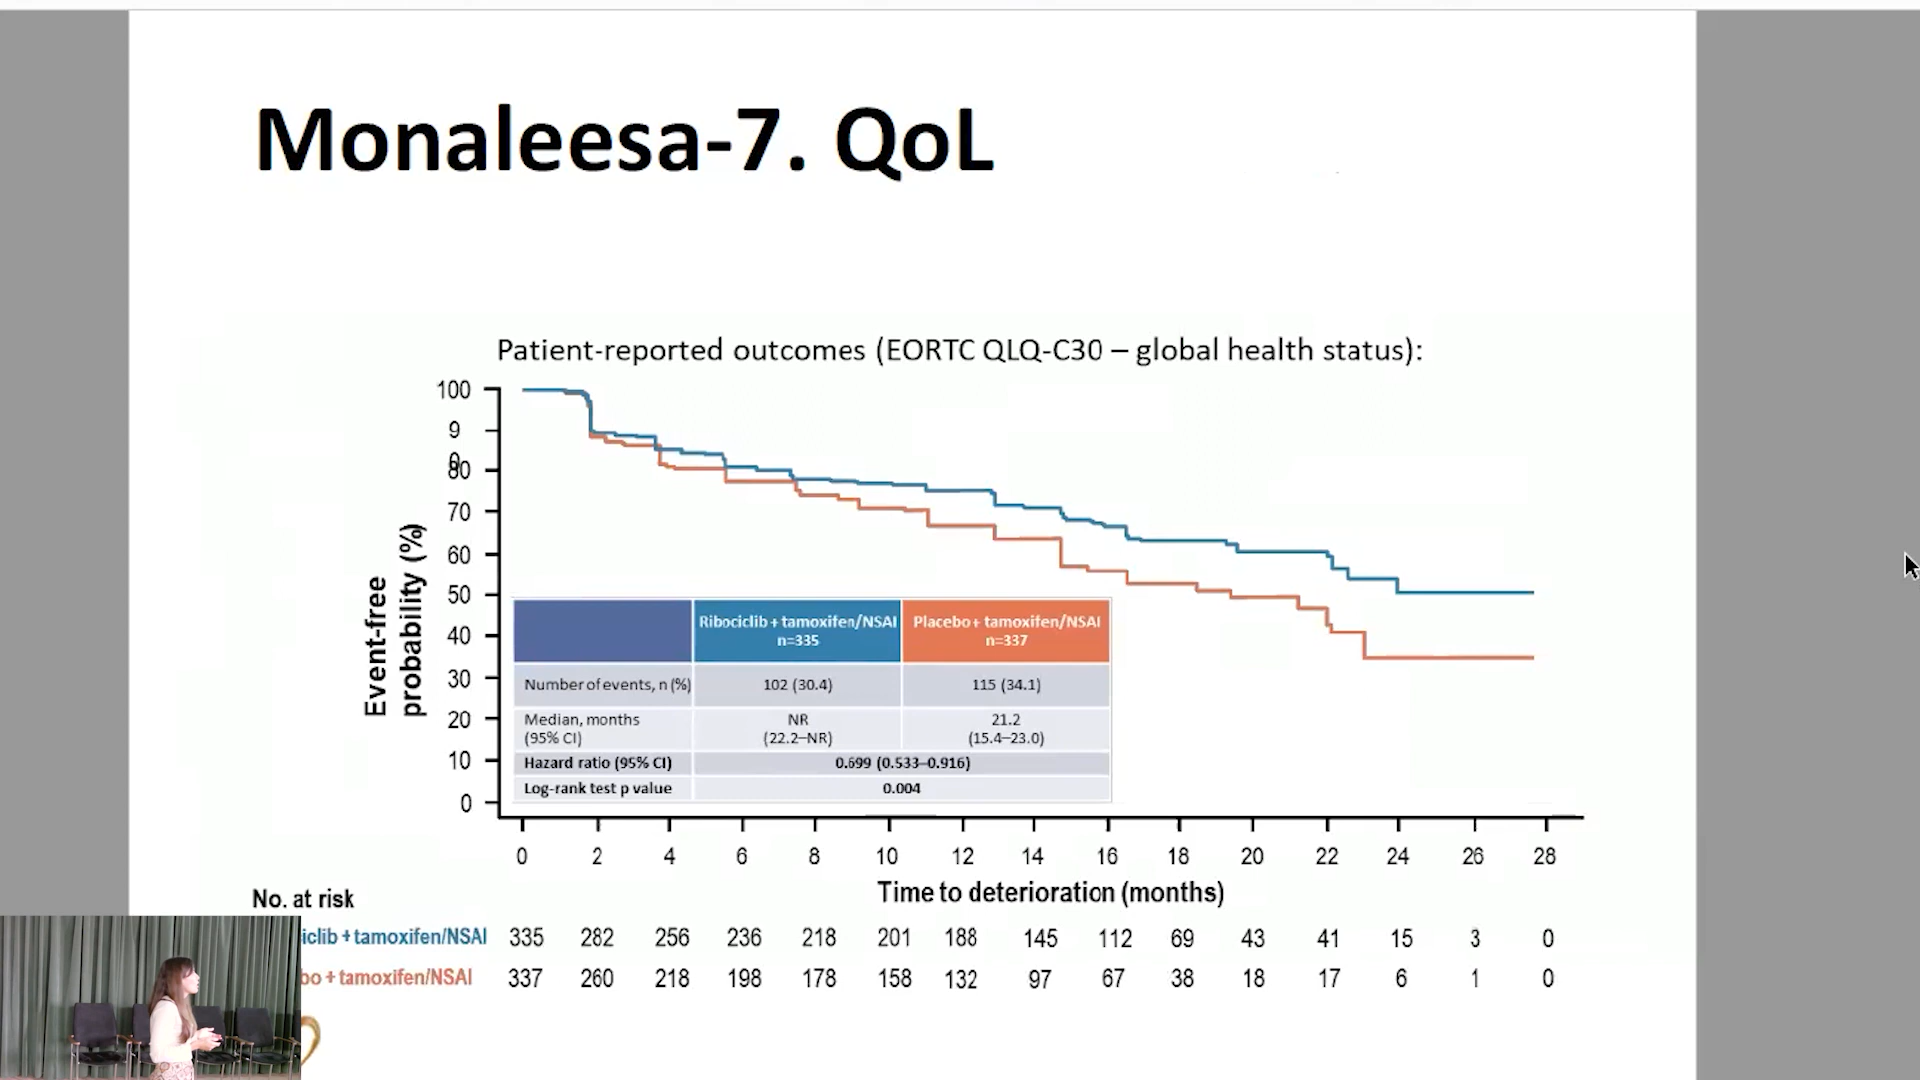 Monaleesa-7. QoL
Patient-reported outcomes (EORTC QLQ-C30 – global health status):
100
90
80
70
60
50
40
30
20
10
0
Event-free
probability (%)
Ribociclib + tamoxifen/NSAI
n=335
Placebo + tamoxifen/NSAI
n=337
Number of events, n (%) 102 (30.4) 115 (34.1)
Median, months
(95% CI)
NR
(22.2–NR)
21.2
(15.4–23.0)
Hazard ratio (95% CI) 0.699 (0.533–0.916)
Log-rank test p value 0.004
0 2 4 6 8 10 12 14 16 18 20 22 24 26 28
Time to deterioration (months)
No. at risk
iclib + tamoxifen/NSAI 335 282 256 236 218 201 188 145 112 69 43 41 15 3 0
bo + tamoxifen/NSAI 337 260 218 198 178 158 132 97 67 38 18 17 6 1 0